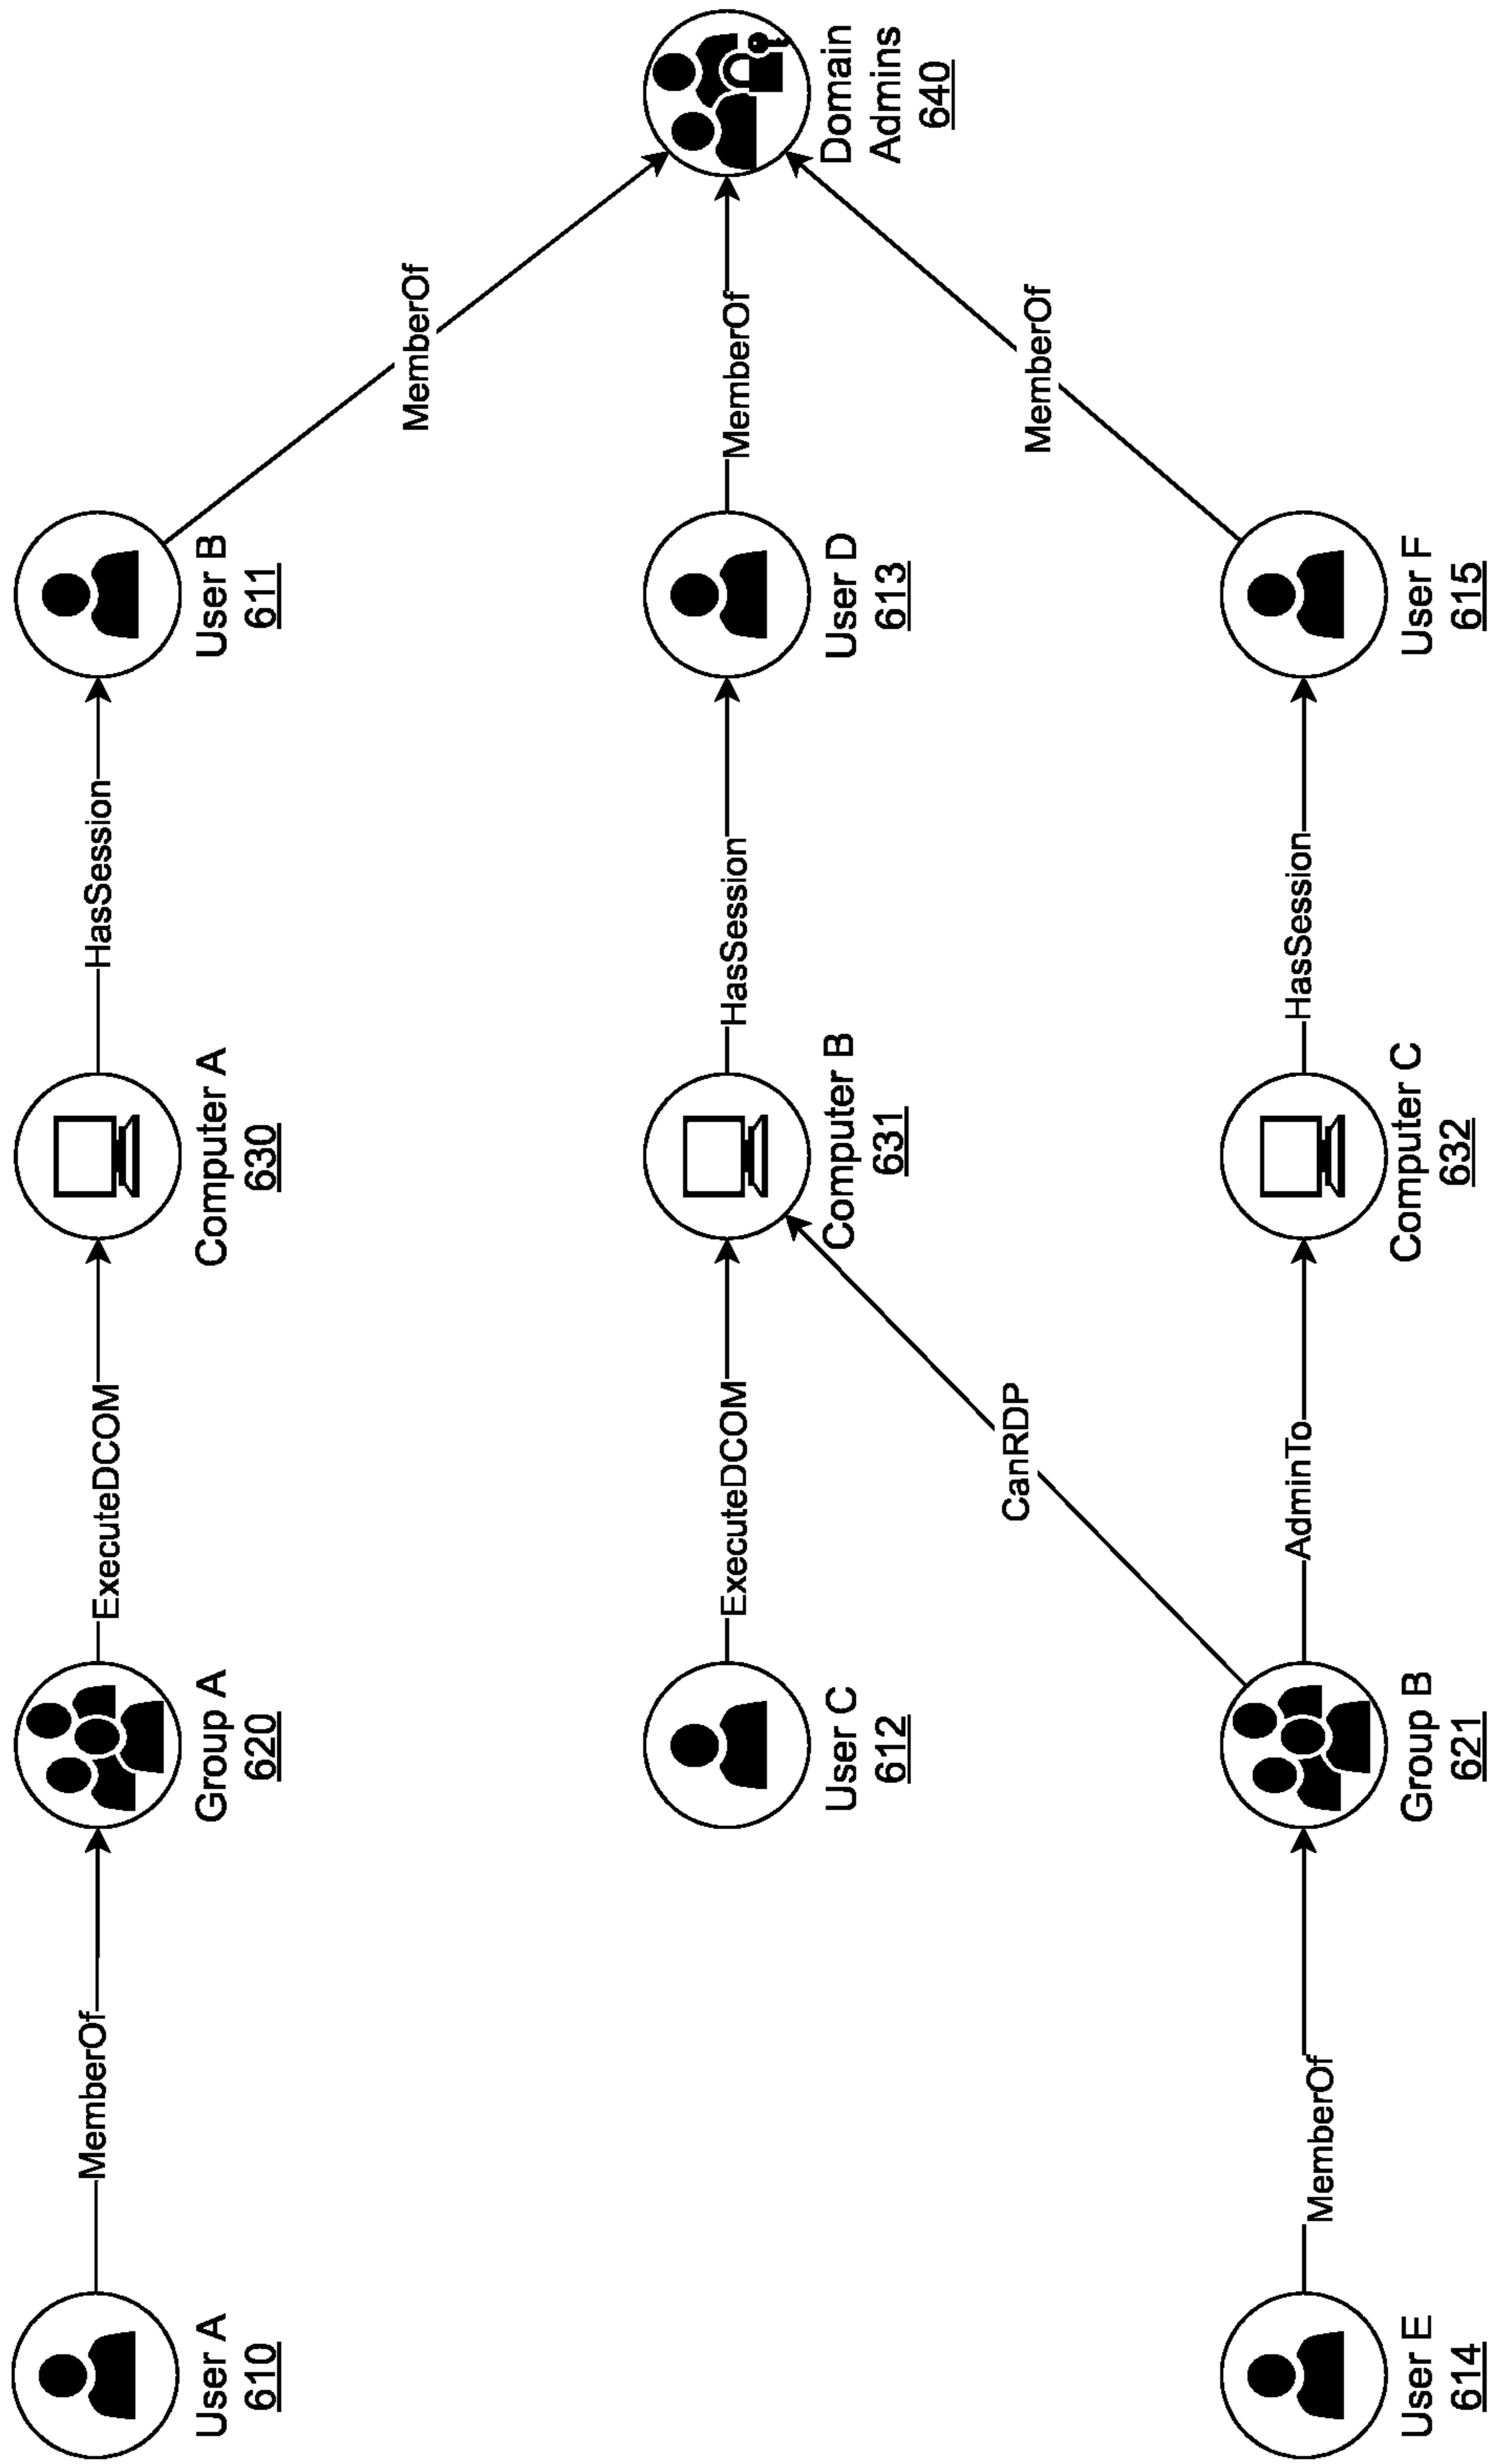 User A
610
MemberOf
Group A
620
ExecuteDCOM
Computer A
630
HasSession
User B
611
MemberOf
User C
612
ExecuteDCOM
Computer B
631
HasSession
User D
613
MemberOf
Domain
Admins
640
CanRDP
User E
614
MemberOf
Group B
621
AdminTo
Computer C
632
HasSession
User F
615
MemberOf